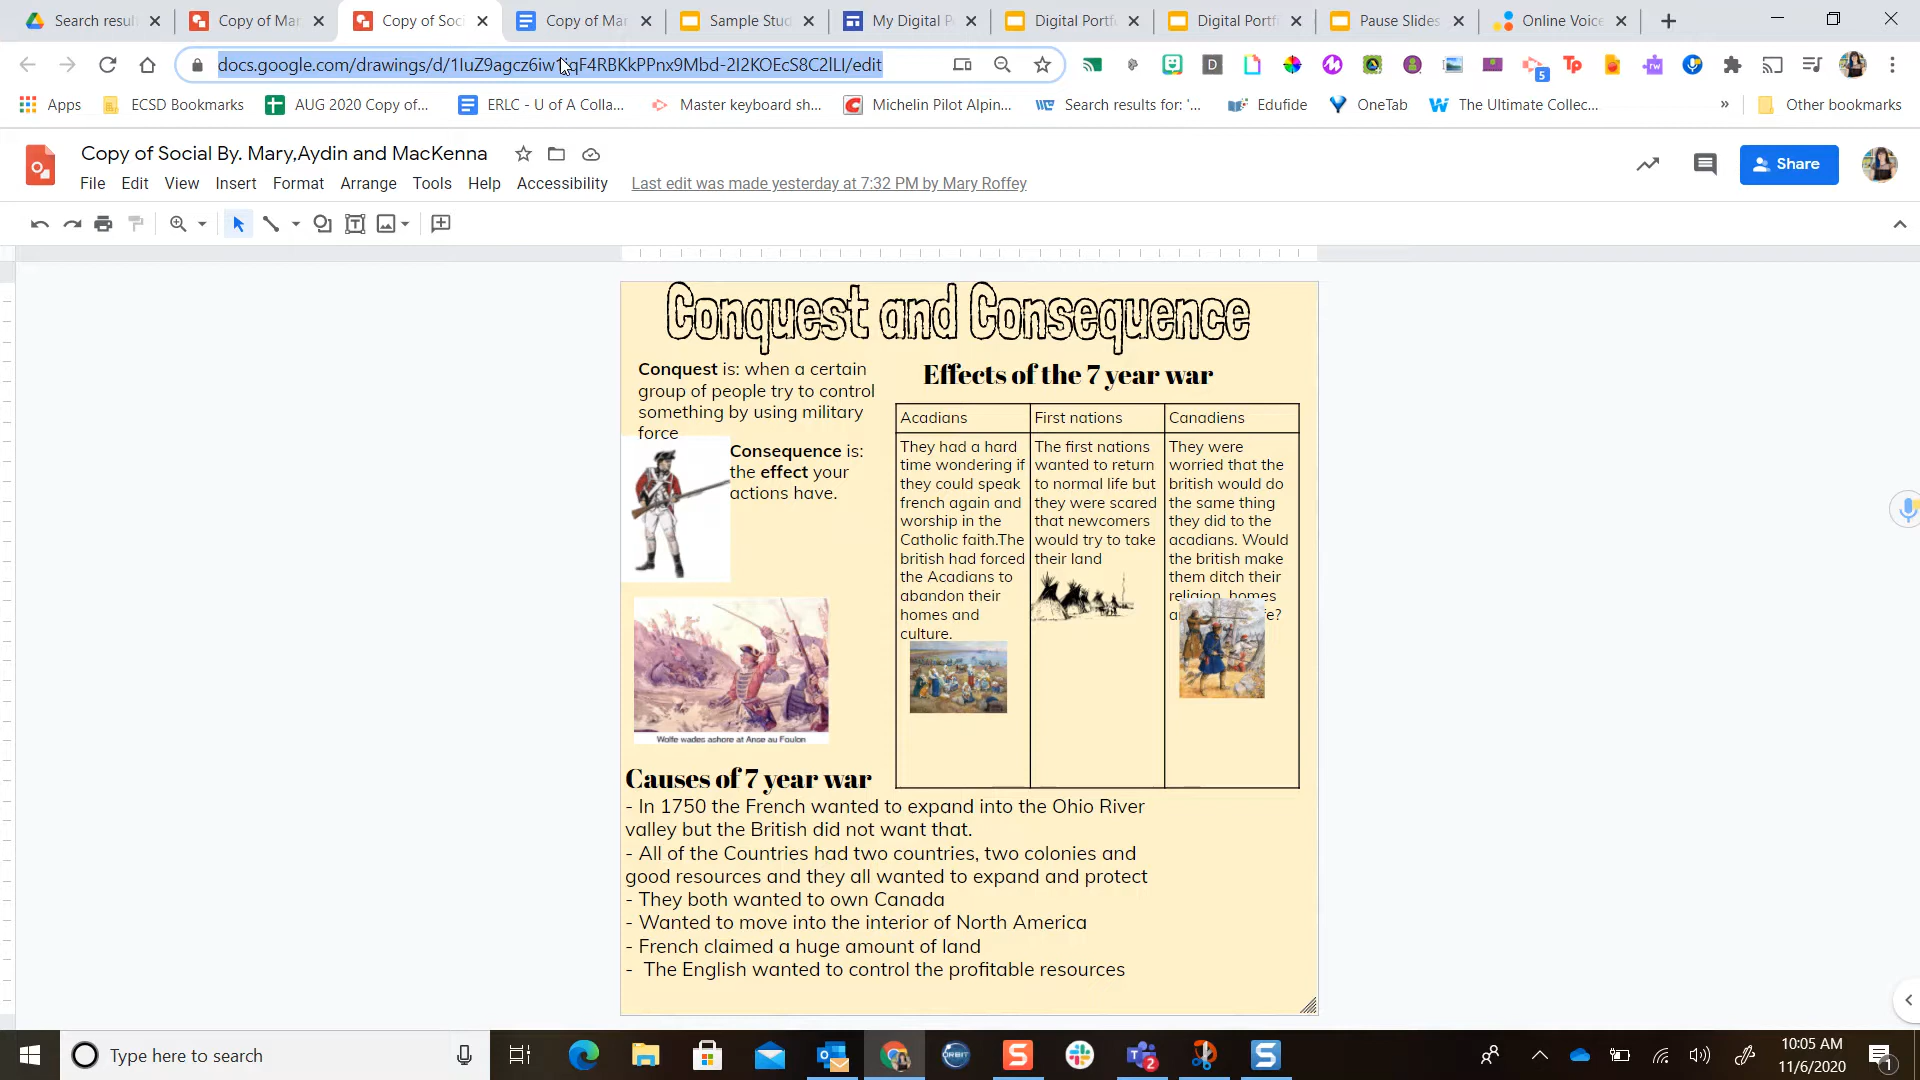 Search resul
Copy of Mar
Copy of Soci
Copy of Mar
Sample Stud
My Digital P
Digital Portf
Digital Portf
Pause Slides
Online Voice
docs.google.com/drawings/d/
Apps
ECSD Bookmarks
AUG 2020 Copy of...
ERLC - U of A Colla...
Master keyboard sh...
Michelin Pilot Alpin...
Search results for: '...
Edufide
OneTab
The Ultimate Collec...
Other bookmarks
Copy of Social By. Mary,Aydin and MacKenna
Share
File Edit View Insert Format Arrange Tools Help Accessibility
Last edit was made yesterday at 7:32 PM by Mary Roffey
Conquest and Consequence
Conquest is: when a certain
group of people try to control
something by using military
force
Consequence is:
the effect your
actions have.
Wolfe wades ashore at Anse au Foulon
Effects of the 7 year war
Acadians
They had a hard
time wondering if
they could speak
french again and
worship in the
Catholic faith.The
british had forced
the Acadians to
abandon their
homes and
culture.
First nations
The first nations
wanted to return
to normal life but
they were scared
that newcomers
would try to take
their land
Canadiens
They were
worried that the
british would do
the same thing
they did to the
acadians. Would
the british make
them ditch their
religion, homes
Causes of 7 year war
- In 1750 the French wanted to expand into the Ohio River
valley but the British did not want that.
- All of the Countries had two countries, two colonies and
good resources and they all wanted to expand and protect
- They both wanted to own Canada
- Wanted to move into the interior of North America
- French claimed a huge amount of land
- The English wanted to control the profitable resources
Type here to search
10:05 AM
11/6/2020